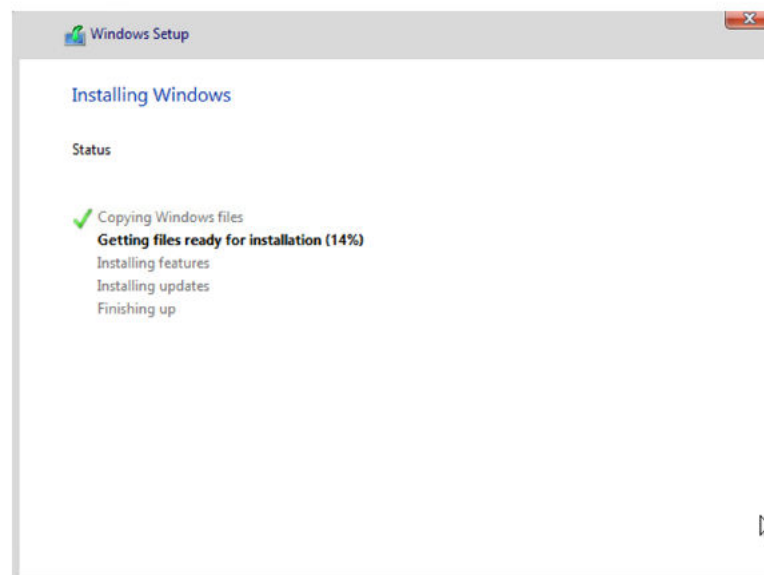 Windows Setup
Installing Windows
Status
Copying Windows files
Getting files ready for installation (14%)
Installing features
Installing updates
Finishing up